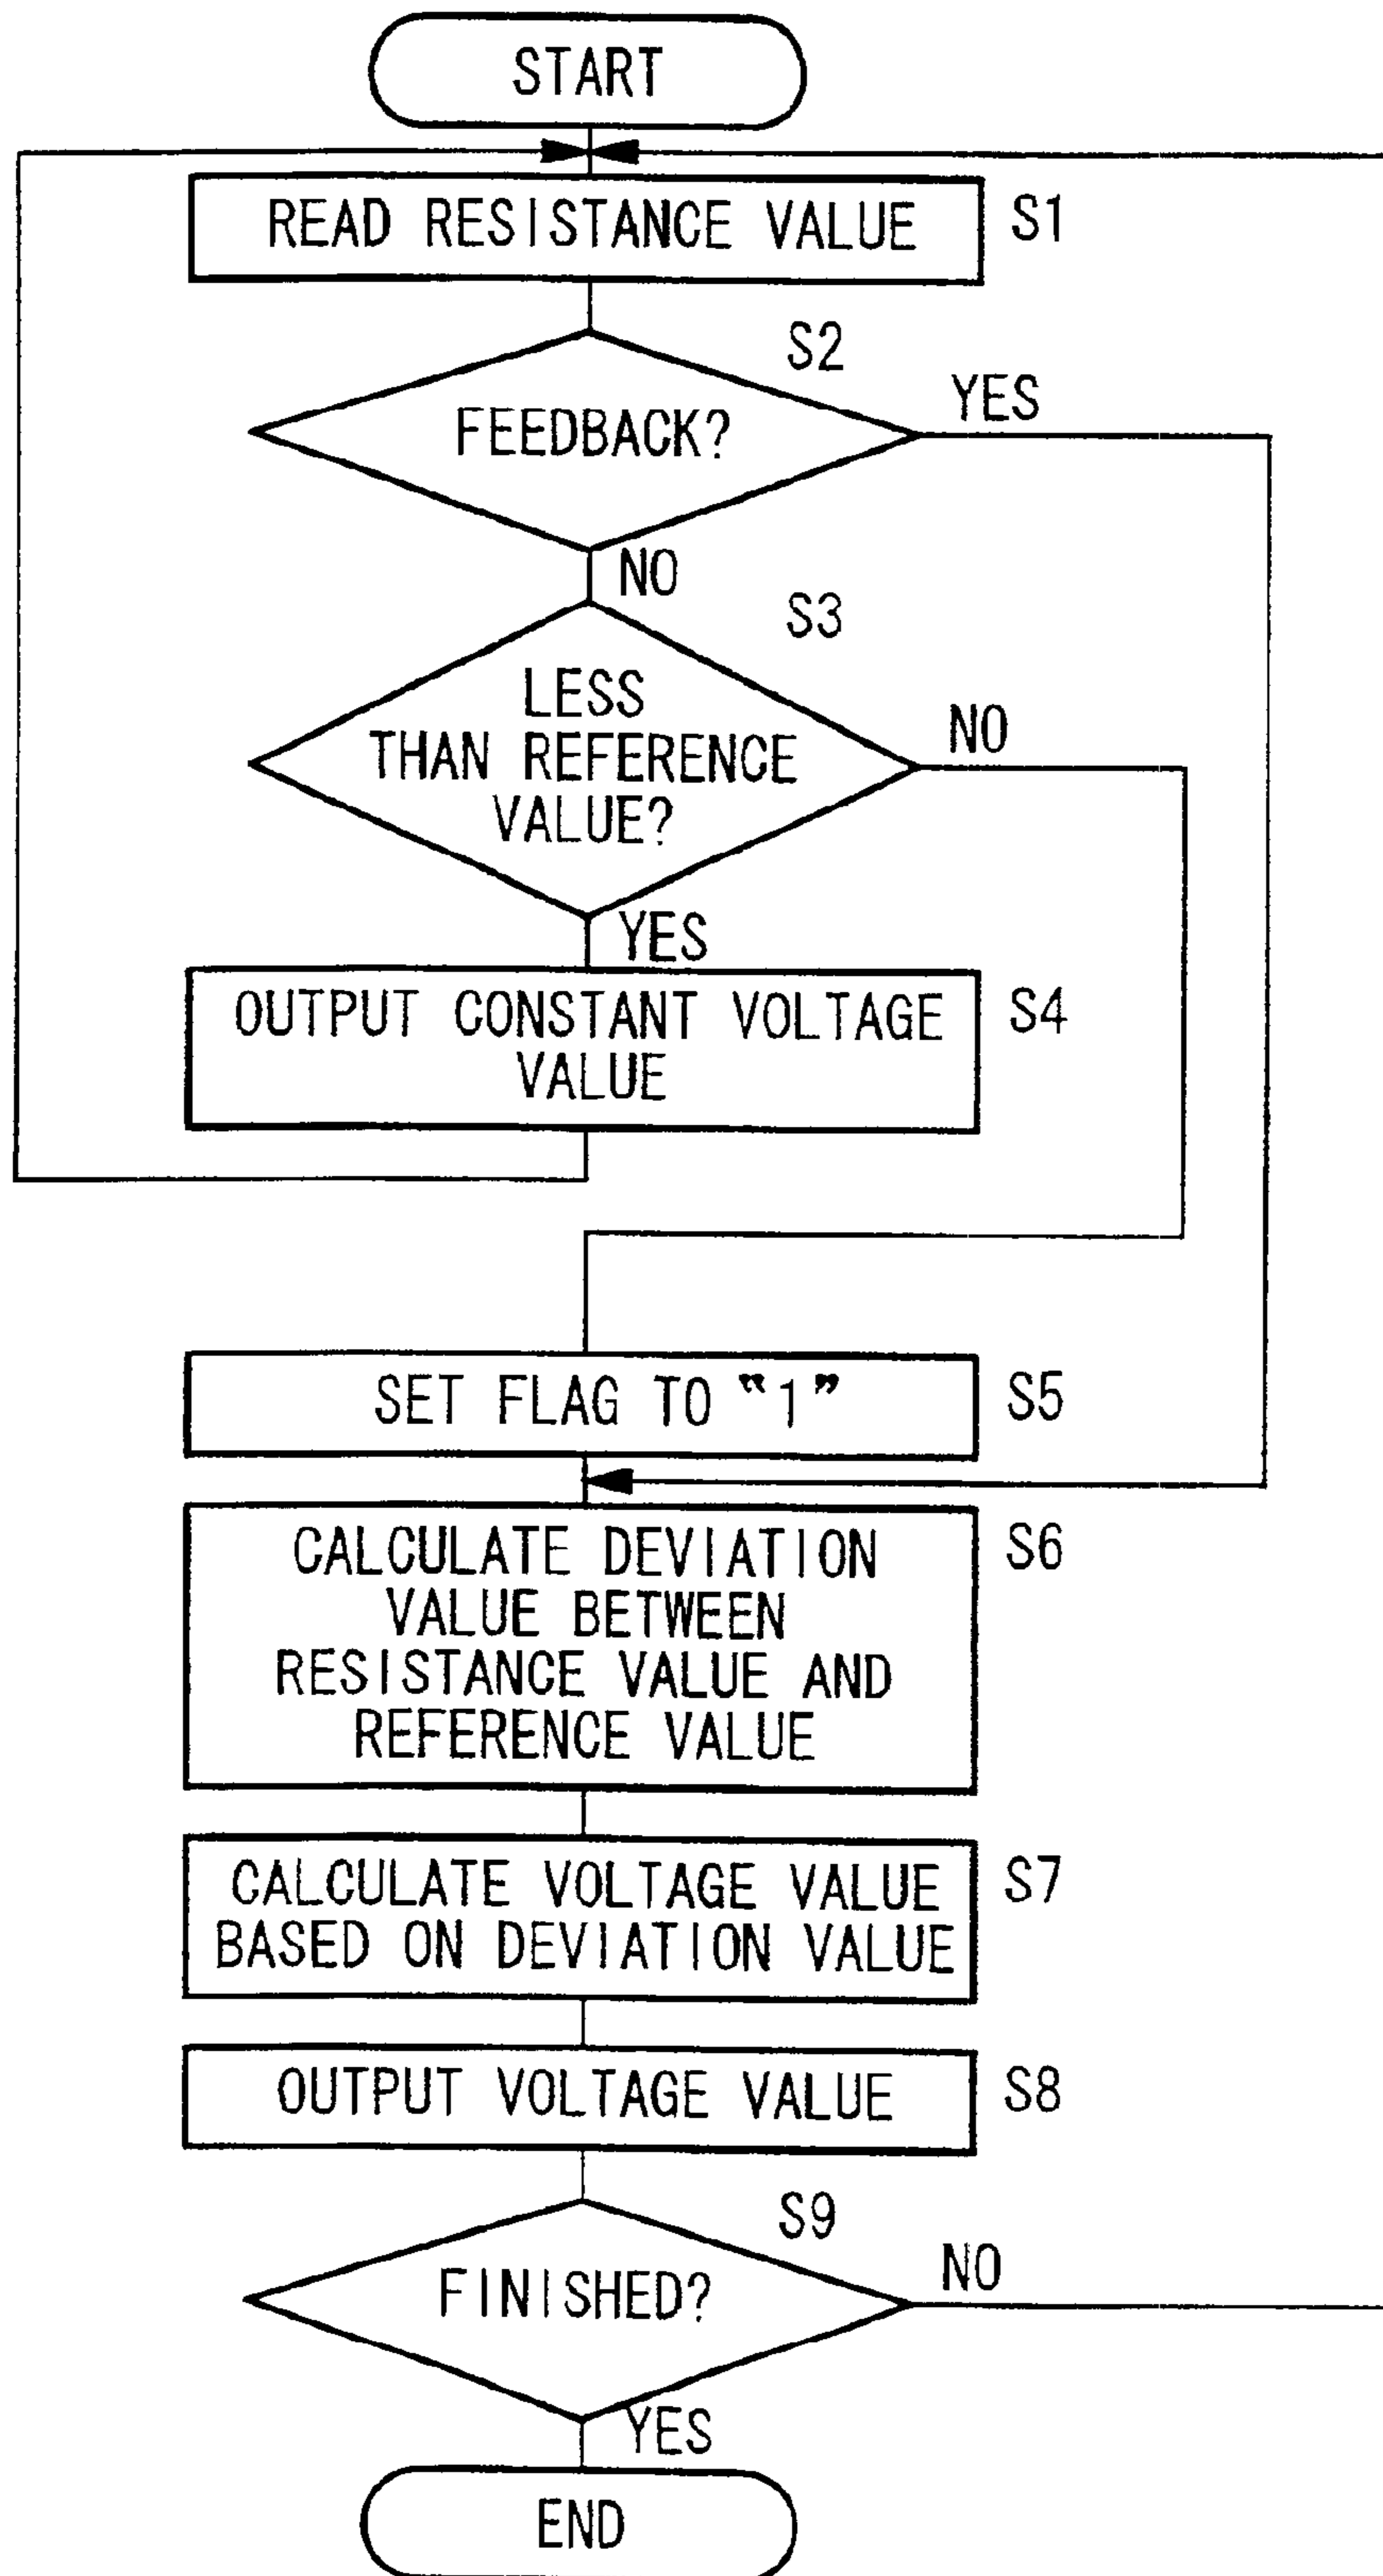 START
READ RESISTANCE VALUE
S1
S2
FEEDBACK?
YES
NO
S3
LESS
THAN REFERENCE
VALUE?
NO
YES
OUTPUT CONSTANT VOLTAGE
VALUE
S4
SET FLAG TO “1”
S5
CALCULATE DEVIATION
VALUE BETWEEN
RESISTANCE VALUE AND
REFERENCE VALUE
S6
CALCULATE VOLTAGE VALUE
BASED ON DEVIATION VALUE
S7
OUTPUT VOLTAGE VALUE
S8
S9
FINISHED?
NO
YES
END